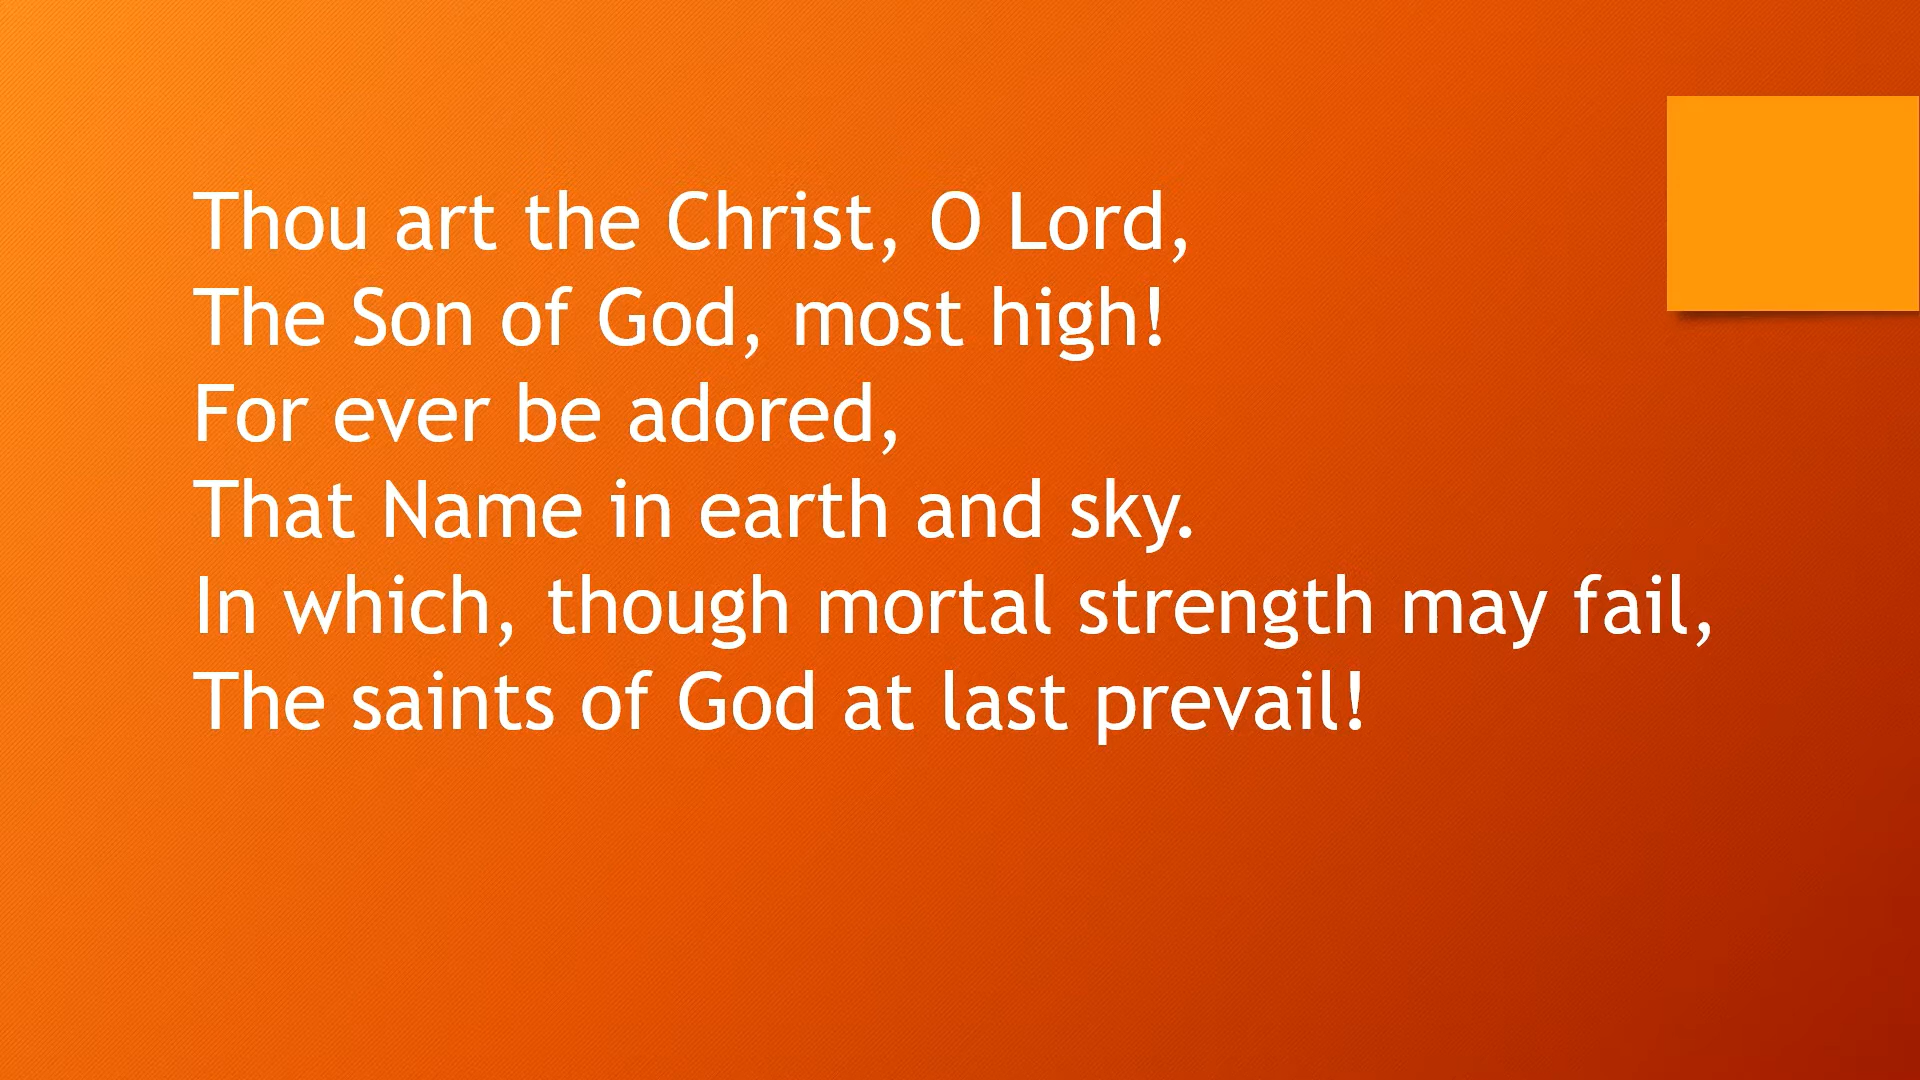 Thou art the Christ, O Lord,
The Son of God, most high!
For ever be adored,
That Name in earth and sky.
In which, though mortal strength may fail,
The saints of God at last prevail!